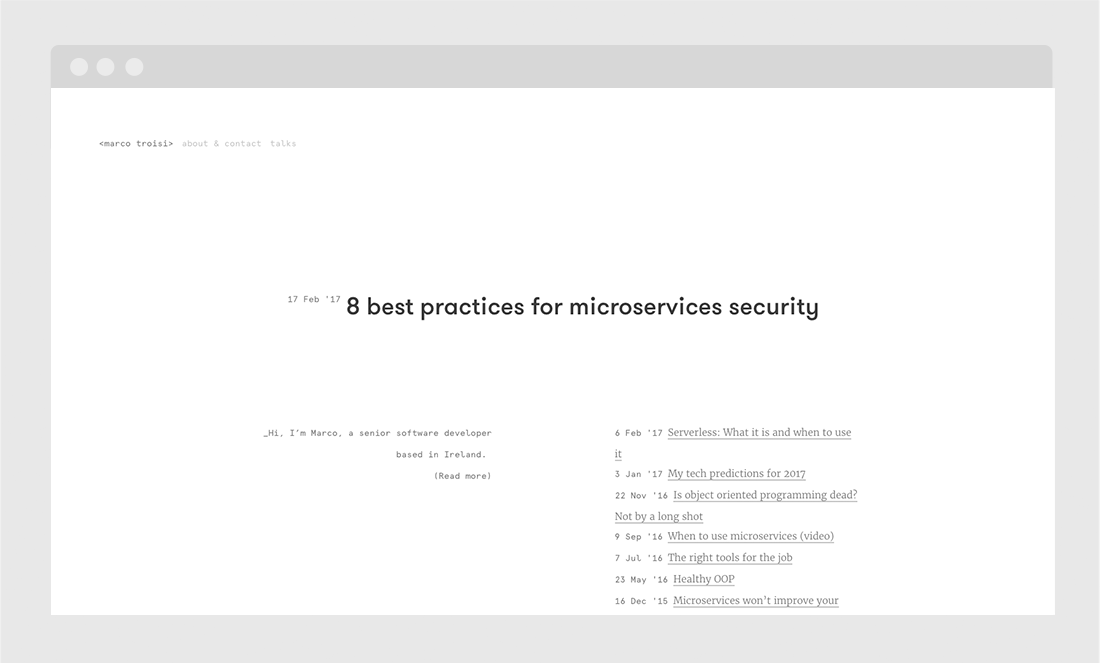 <marco troisi> about & contact talks
17 Feb '17 8 best practices for microservices security
_Hi, I'm Marco, a senior software developer
based in Ireland.
(Read more)
6 Feb '17 Serverless: What it is and when to use
it
3 Jan '17 My tech predictions for 2017
22 Nov '16 Is object oriented programming dead?
Not by a long shot
9 Sep '16 When to use microservices (video)
7 Jul '16 The right tools for the job
23 May '16 Healthy OOP
16 Dec '15 Microservices won't improve your